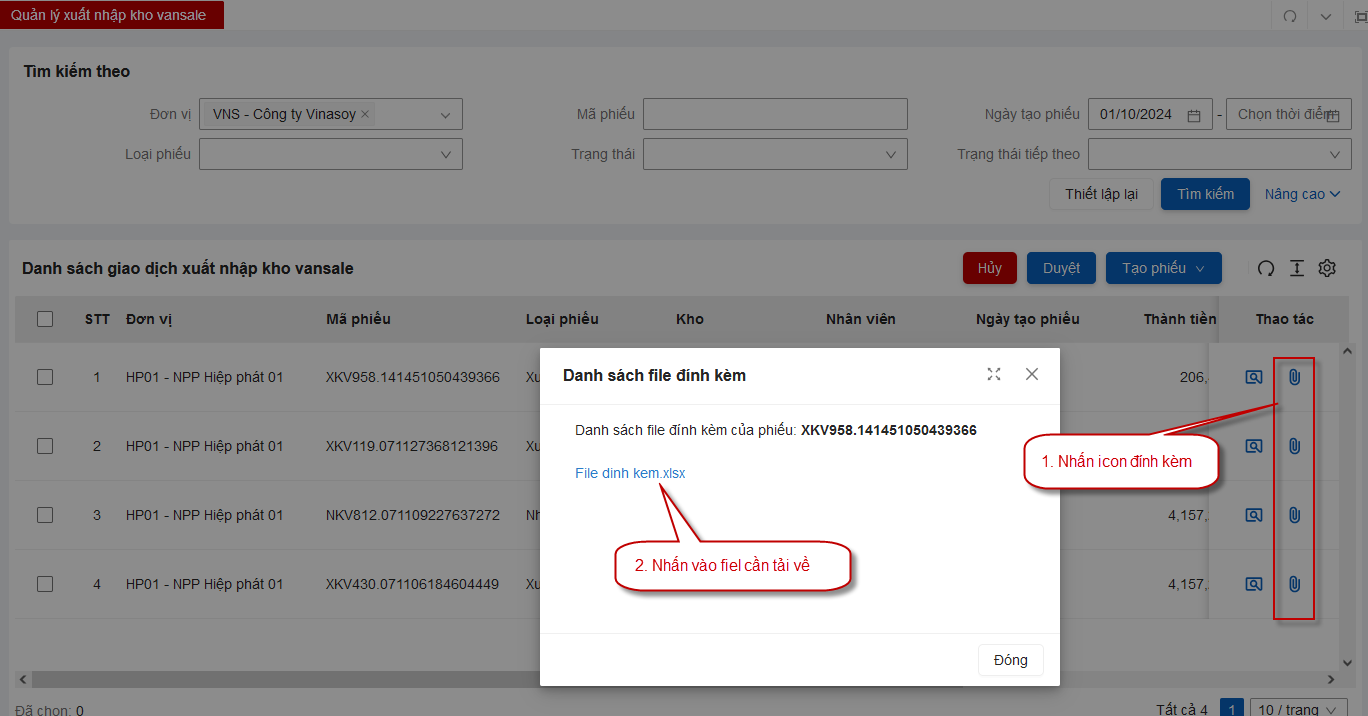 Quản lý xuất nhập kho vansale
Tìm kiếm theo
Đơn vị VNS - Công ty Vinasoy Mã phiếu Ngày tạo phiếu 01/10/2024 - Chọn thời điểm
Loại phiếu Trạng thái Trạng thái tiếp theo
Thiết lập lại Tìm kiếm Nâng cao
Danh sách giao dịch xuất nhập kho vansale Hủy Duyệt Tạo phiếu
STT Đơn vị Mã phiếu Loại phiếu Kho Nhân viên Ngày tạo phiếu Thành tiền Thao tác
1 HP01 - NPP Hiệp phát 01 XKV958.141451050439366 Xu 206,
2 HP01 - NPP Hiệp phát 01 XKV119.071127368121396 Xu
3 HP01 - NPP Hiệp phát 01 NKV812.071109227637272 Nh 4,157,
4 HP01 - NPP Hiệp phát 01 XKV430.071106184604449 Xu 4,157,
Danh sách file đính kèm
Danh sách file đính kèm của phiếu: XKV958.141451050439366
File dinh kem.xlsx
1. Nhấn icon đính kèm
2. Nhấn vào fiel cần tải về
Đóng
Đã chọn: 0 Tất cả 4 1 10 / trang